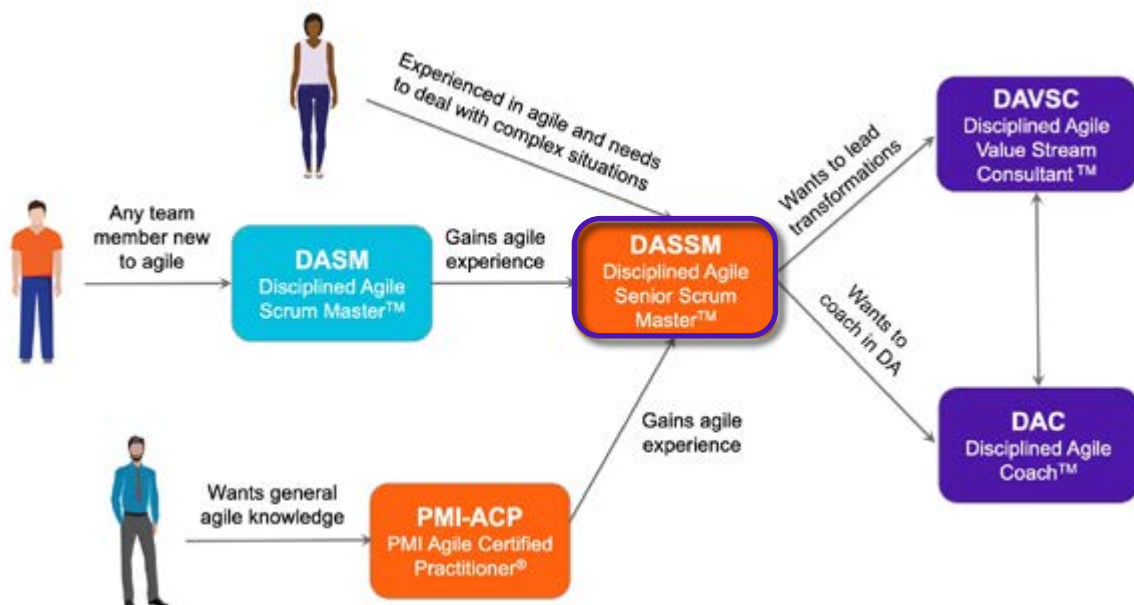 Experienced in agile and needs
to deal with complex situations
Wants to lead
transformations
DAVSC
Disciplined Agile
Value Stream
Consultant™
Any team
member new
to agile
DASM
Disciplined Agile
Scrum Master™
Gains agile
experience
DASSM
Disciplined Agile
Senior Scrum
Master™
Wants to
coach in DA
Gains agile
experience
DAC
Disciplined Agile
Coach™
Wants general
agile knowledge
PMI-ACP
PMI Agile Certified
Practitioner®